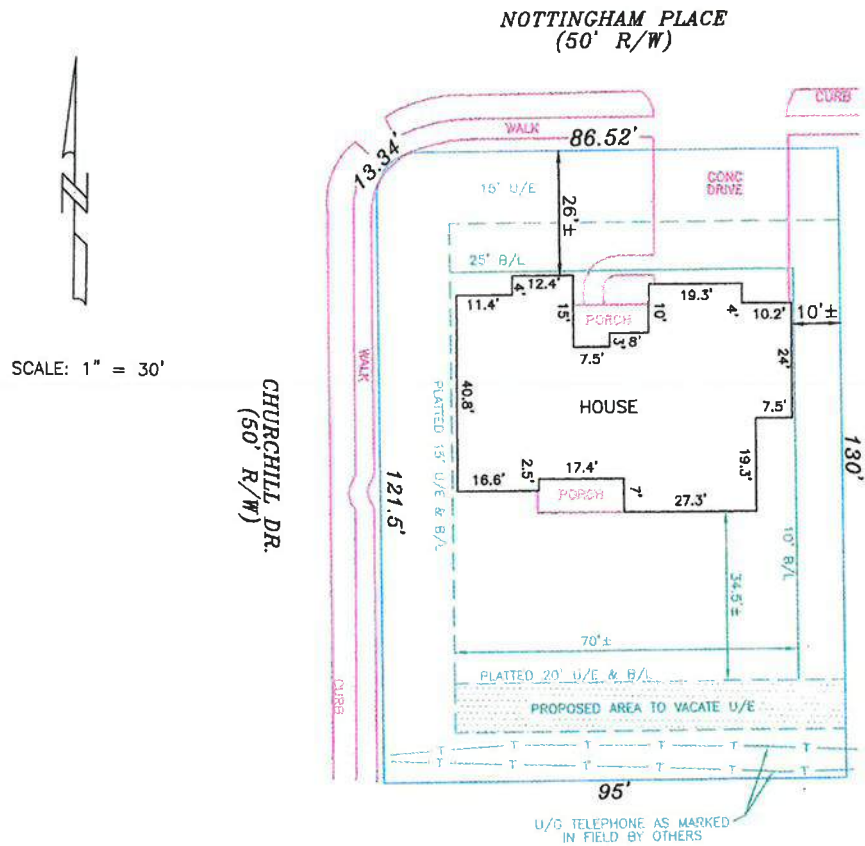 NOTTINGHAM PLACE
(50' R/W)
CURB
WALK
86.52'
13.34'
15' U/E
CONC
DRIVE
26'±
25' B/L
12.4'
11.4'
4'
15'
PORCH
10'
19.3'
4'
10.2'
10'±
3'
8'
7.5'
24'
SCALE: 1" = 30'
WALK
CHURCHILL DR.
(50' R/W)
PLATTED 15' U/E & B/L
40.8'
HOUSE
7.5'
130'
121.5'
16.6'
2.5'
17.4'
PORCH
7'
27.3'
19.3'
10' B/L
34.5'±
70'±
PLATTED 20' U/E & B/L
CURB
PROPOSED AREA TO VACATE U/E
T T T T T T
T T T T T T
95'
U/G TELEPHONE AS MARKED
IN FIELD BY OTHERS